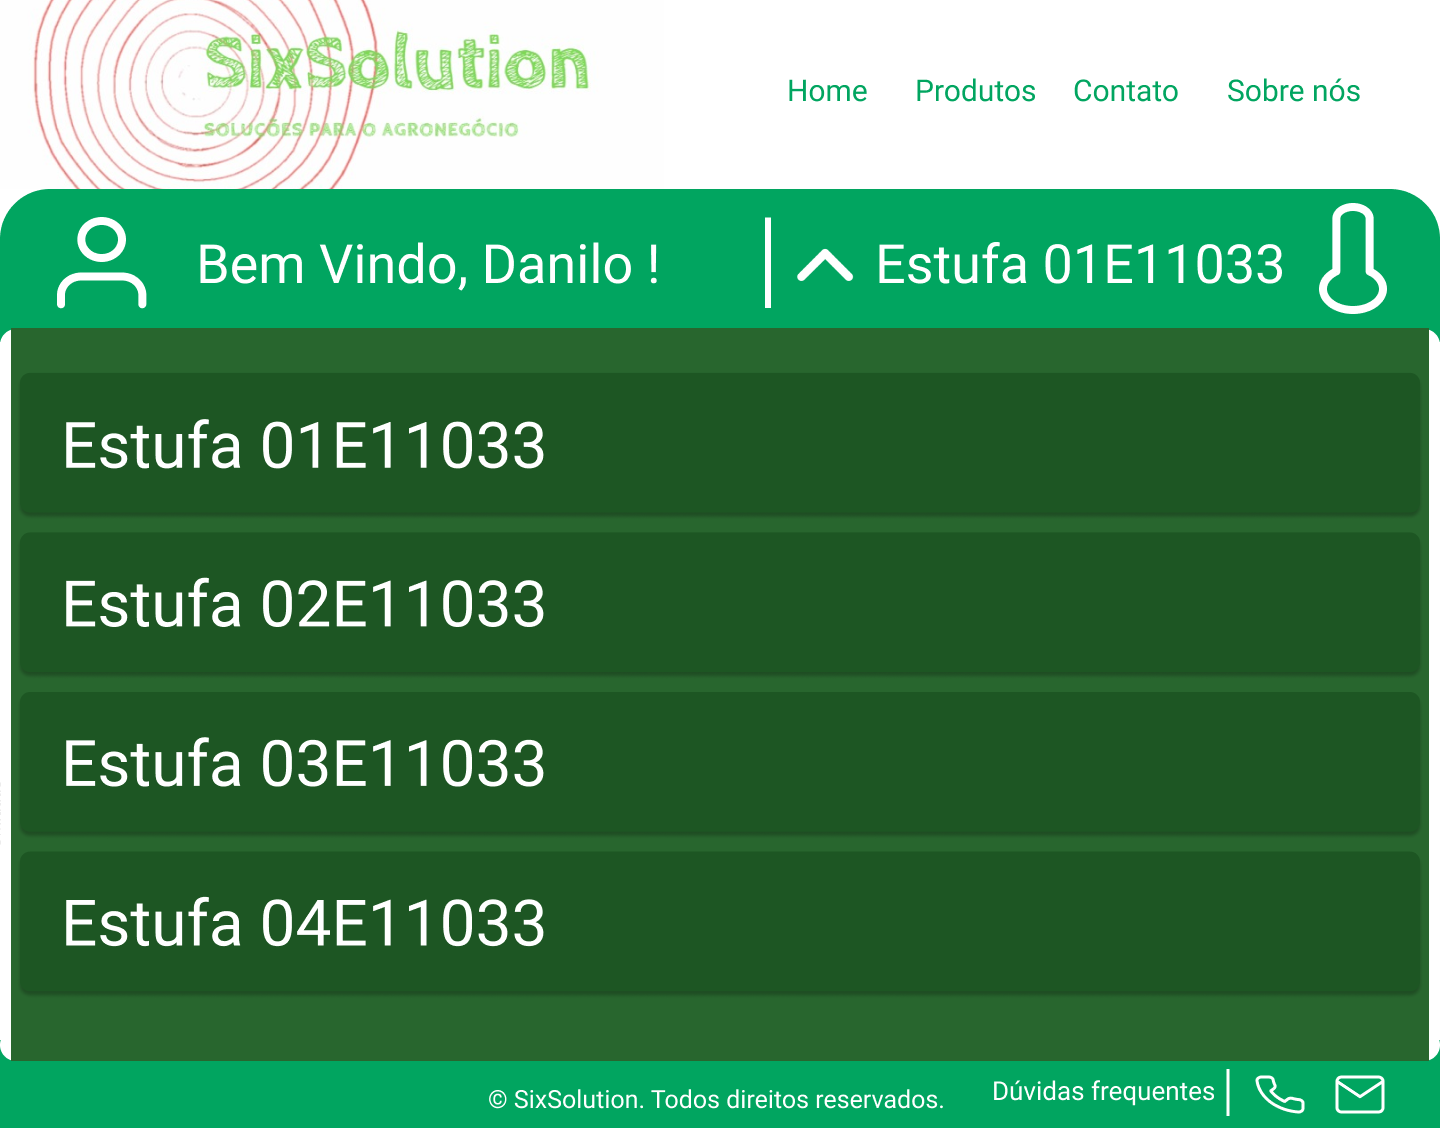 SixSolution
SOLUÇÕES PARA O AGRONEGÓCIO
Home Produtos Contato Sobre nós
Bem Vindo, Danilo !
Estufa 01E11033
Estufa 01E11033
Estufa 02E11033
Estufa 03E11033
Estufa 04E11033
© SixSolution. Todos direitos reservados.
Dúvidas frequentes